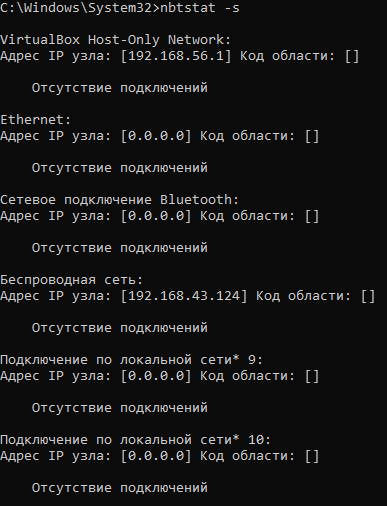 C:\Windows\System32>nbtstat -s
VirtualBox Host-Only Network:
Адрес IP узла: [192.168.56.1] Код области: []
Отсутствие подключений
Ethernet:
Адрес IP узла: [0.0.0.0] Код области: []
Отсутствие подключений
Сетевое подключение Bluetooth:
Адрес IP узла: [0.0.0.0] Код области: []
Отсутствие подключений
Беспроводная сеть:
Адрес IP узла: [192.168.43.124] Код области: []
Отсутствие подключений
Подключение по локальной сети* 9:
Адрес IP узла: [0.0.0.0] Код области: []
Отсутствие подключений
Подключение по локальной сети* 10:
Адрес IP узла: [0.0.0.0] Код области: []
Отсутствие подключений